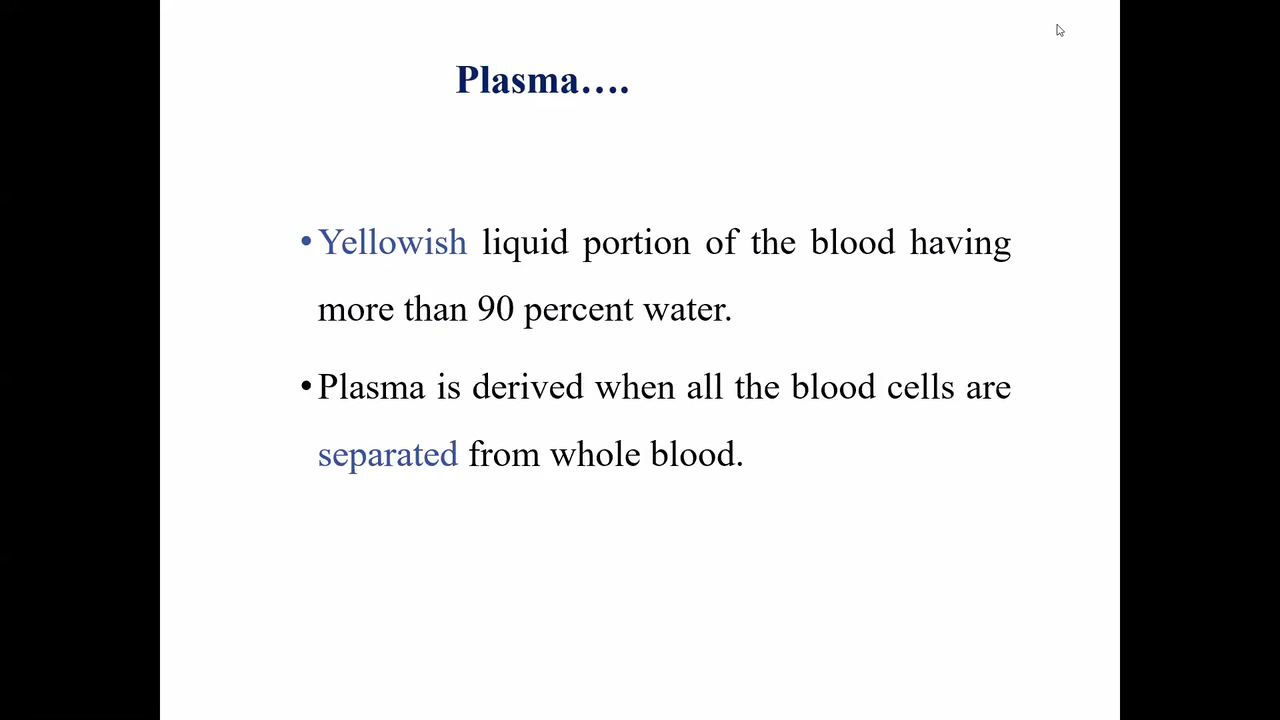 Plasma….
•Yellowish liquid portion of the blood having
more than 90 percent water.
•Plasma is derived when all the blood cells are
separated from whole blood.